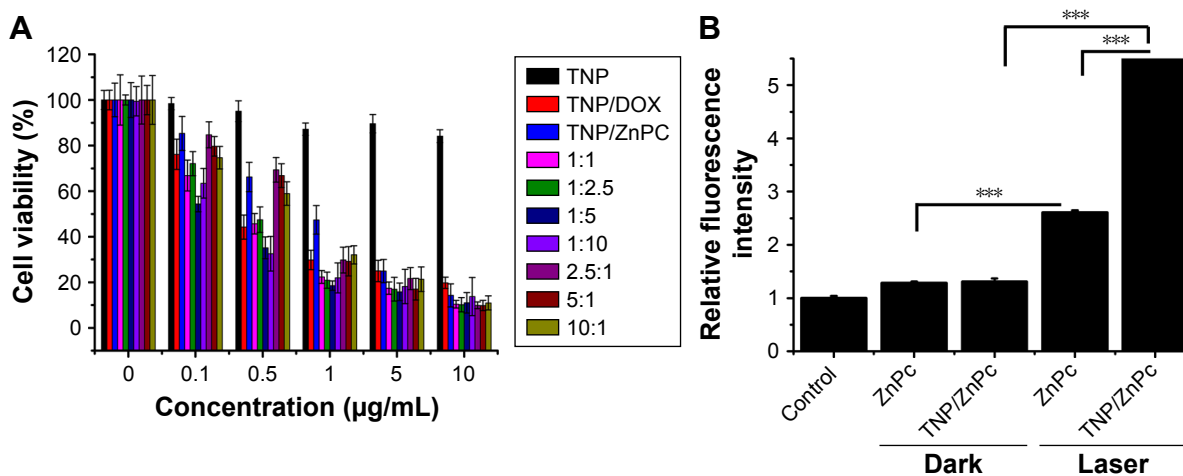 A
Cell viability (%)
120
100
80
60
40
20
0
0 0.1 0.5 1 5 10
Concentration (µg/mL)
TNP
TNP/DOX
TNP/ZnPC
1:1
1:2.5
1:5
1:10
2.5:1
5:1
10:1
B
Relative fluorescence
intensity
***
***
***
5
4
3
2
1
0
Control ZnPc TNP/ZnPc ZnPc TNP/ZnPc
Dark Laser